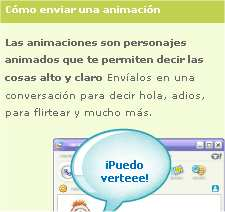 Cómo enviar una animación
Las animaciones son personajes
animados que te permiten decir las
cosas alto y claro Envíalos en una
conversación para decir hola, adios,
para flirtear y mucho más.
¡Puedo
verteee!